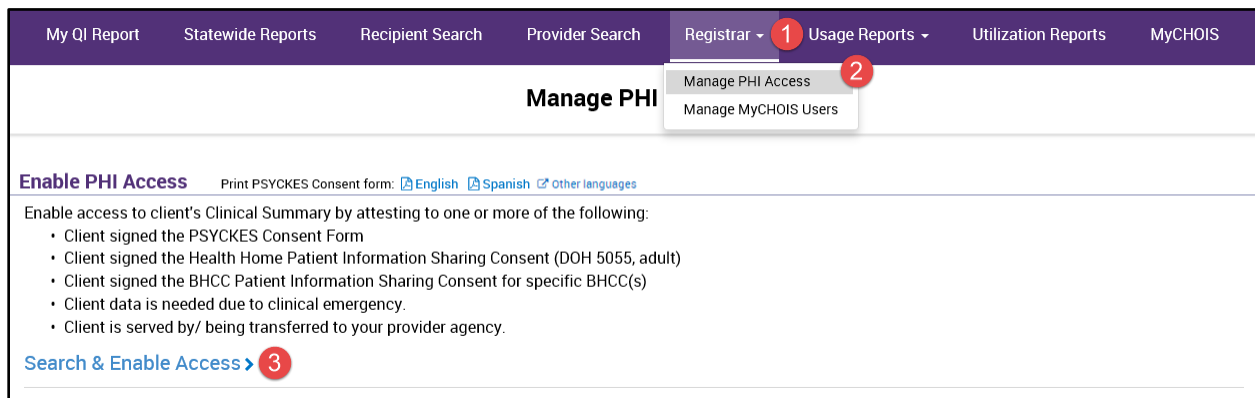 My QI Report Statewide Reports Recipient Search Provider Search Registrar 1 Usage Reports Utilization Reports MyCHOIS
Manage PHI Access 2
Manage PHI
Manage MyCHOIS Users
Enable PHI Access Print PSYCKES Consent form: English Spanish Other languages
Enable access to client's Clinical Summary by attesting to one or more of the following:
• Client signed the PSYCKES Consent Form
• Client signed the Health Home Patient Information Sharing Consent (DOH 5055, adult)
• Client signed the BHCC Patient Information Sharing Consent for specific BHCC(s)
• Client data is needed due to clinical emergency.
• Client is served by/ being transferred to your provider agency.
Search & Enable Access > 3